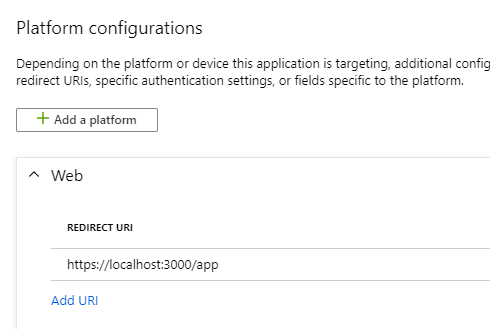 Platform configurations
Depending on the platform or device this application is targeting, additional config
redirect URIs, specific authentication settings, or fields specific to the platform.
+ Add a platform
Web
REDIRECT URI
https://localhost:3000/app
Add URI